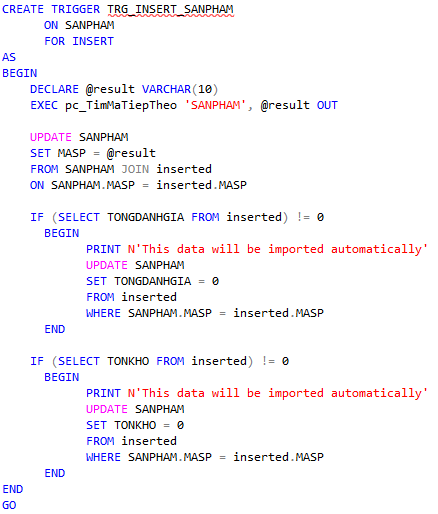 CREATE TRIGGER TRG_INSERT_SANPHAM
ON SANPHAM
FOR INSERT
AS
BEGIN
DECLARE @result VARCHAR(10)
EXEC pc_TimMaTiepTheo 'SANPHAM', @result OUT
UPDATE SANPHAM
SET MASP = @result
FROM SANPHAM JOIN inserted
ON SANPHAM.MASP = inserted.MASP
IF (SELECT TONGDANHGIA FROM inserted) != 0
BEGIN
PRINT N'This data will be imported automatically'
UPDATE SANPHAM
SET TONGDANHGIA = 0
FROM inserted
WHERE SANPHAM.MASP = inserted.MASP
END
IF (SELECT TONKHO FROM inserted) != 0
BEGIN
PRINT N'This data will be imported automatically'
UPDATE SANPHAM
SET TONKHO = 0
FROM inserted
WHERE SANPHAM.MASP = inserted.MASP
END
END
GO